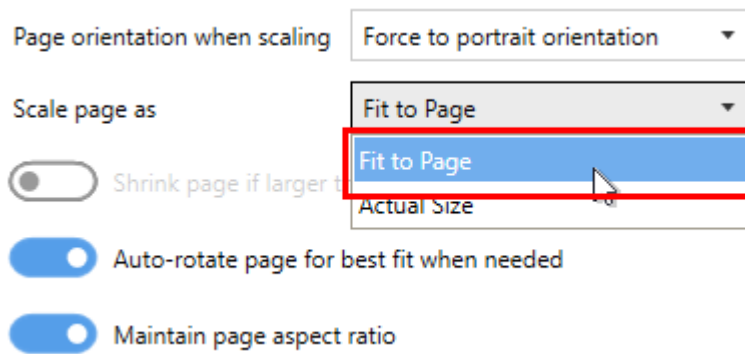 Page orientation when scaling Force to portrait orientation
Scale page as Fit to Page
Fit to Page
Shrink page if larger
Actual Size
Auto-rotate page for best fit when needed
Maintain page aspect ratio